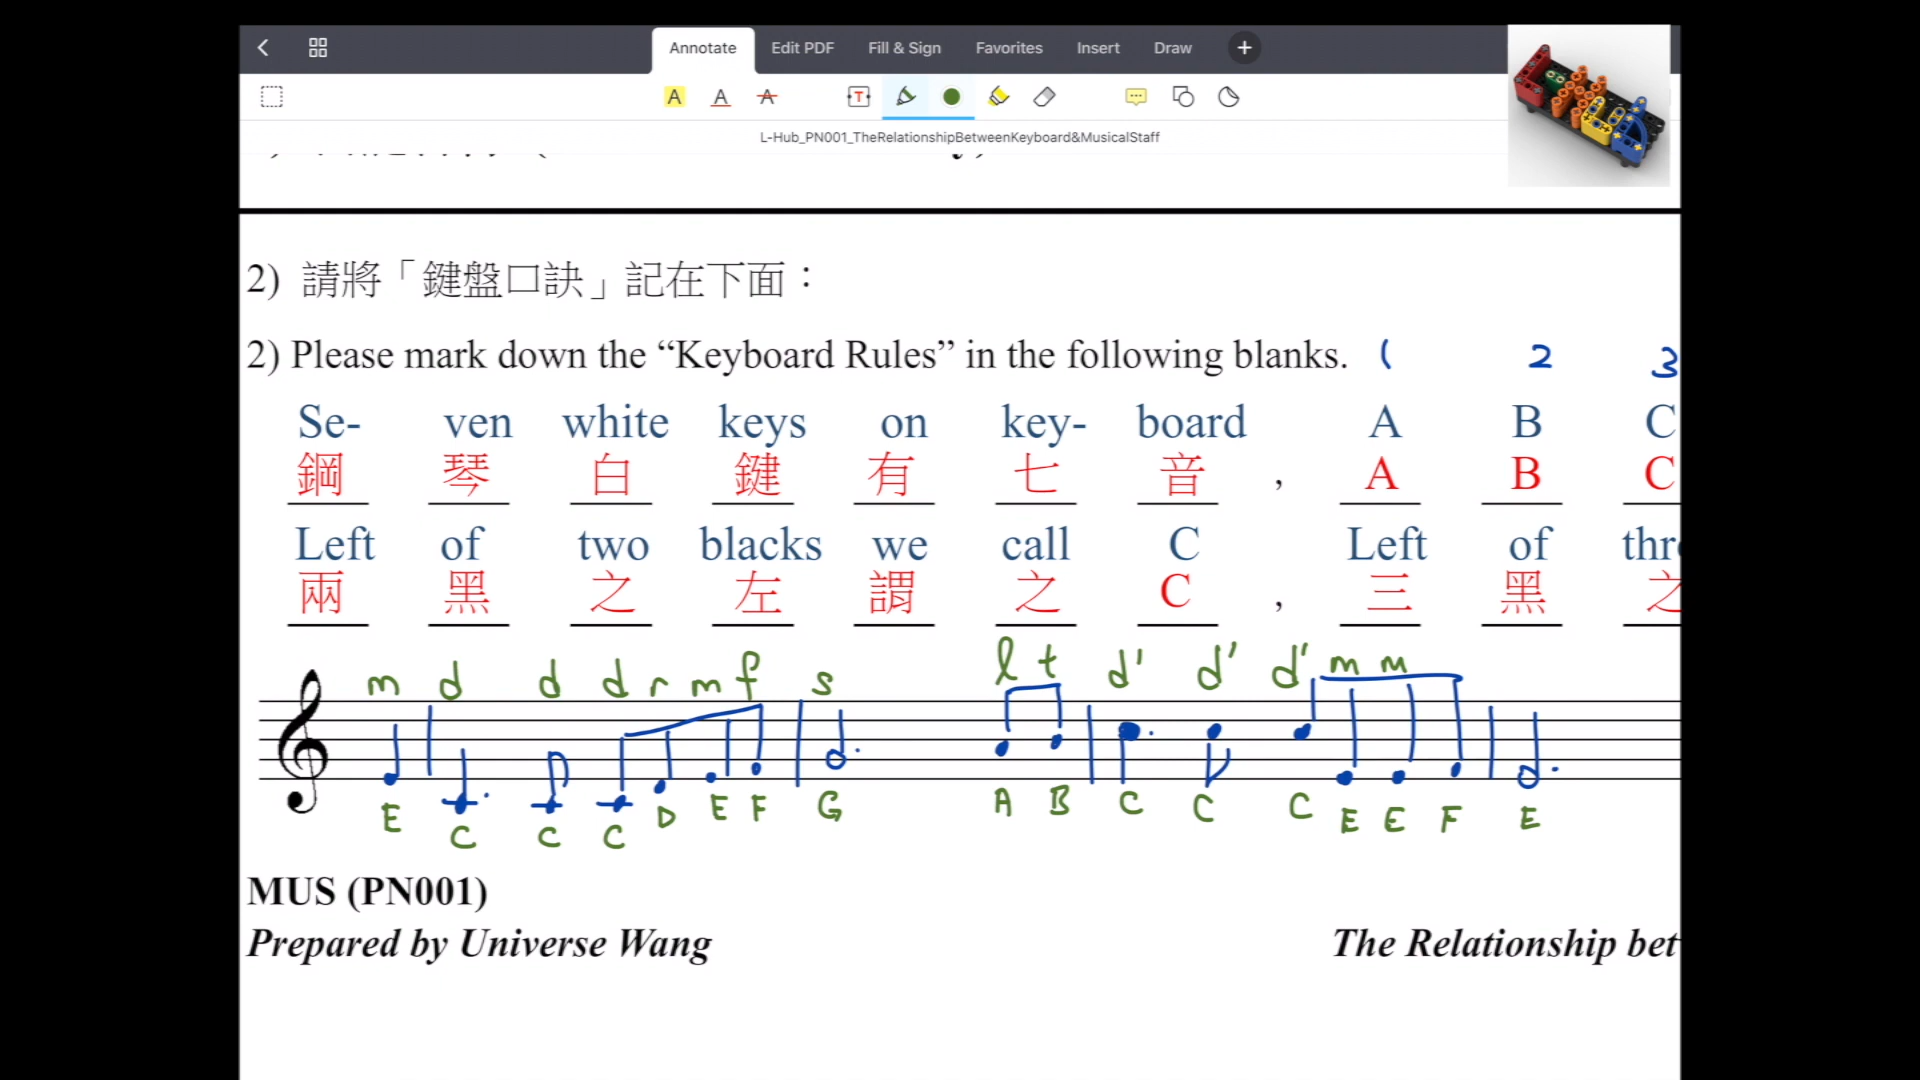 Annotate Edit PDF Fill & Sign Favorites Insert Draw
L-Hub_PN001_TheRelationshipBetweenKeyboard&MusicalStaff
2) 請將「鍵盤口訣」記在下面：
2) Please mark down the “Keyboard Rules” in the following blanks. 1 2 3
Se- ven white keys on key- board A B C
鋼 琴 白 鍵 有 七 音 ， A B C
Left of two blacks we call C Left of
兩 黑 之 左 謂 之 C ， 三 黑 之
m d d d r m f s l t d' d' d' m m
E C C C D E F G A B C C C E E F E
MUS (PN001)
Prepared by Universe Wang
The Relationship bet